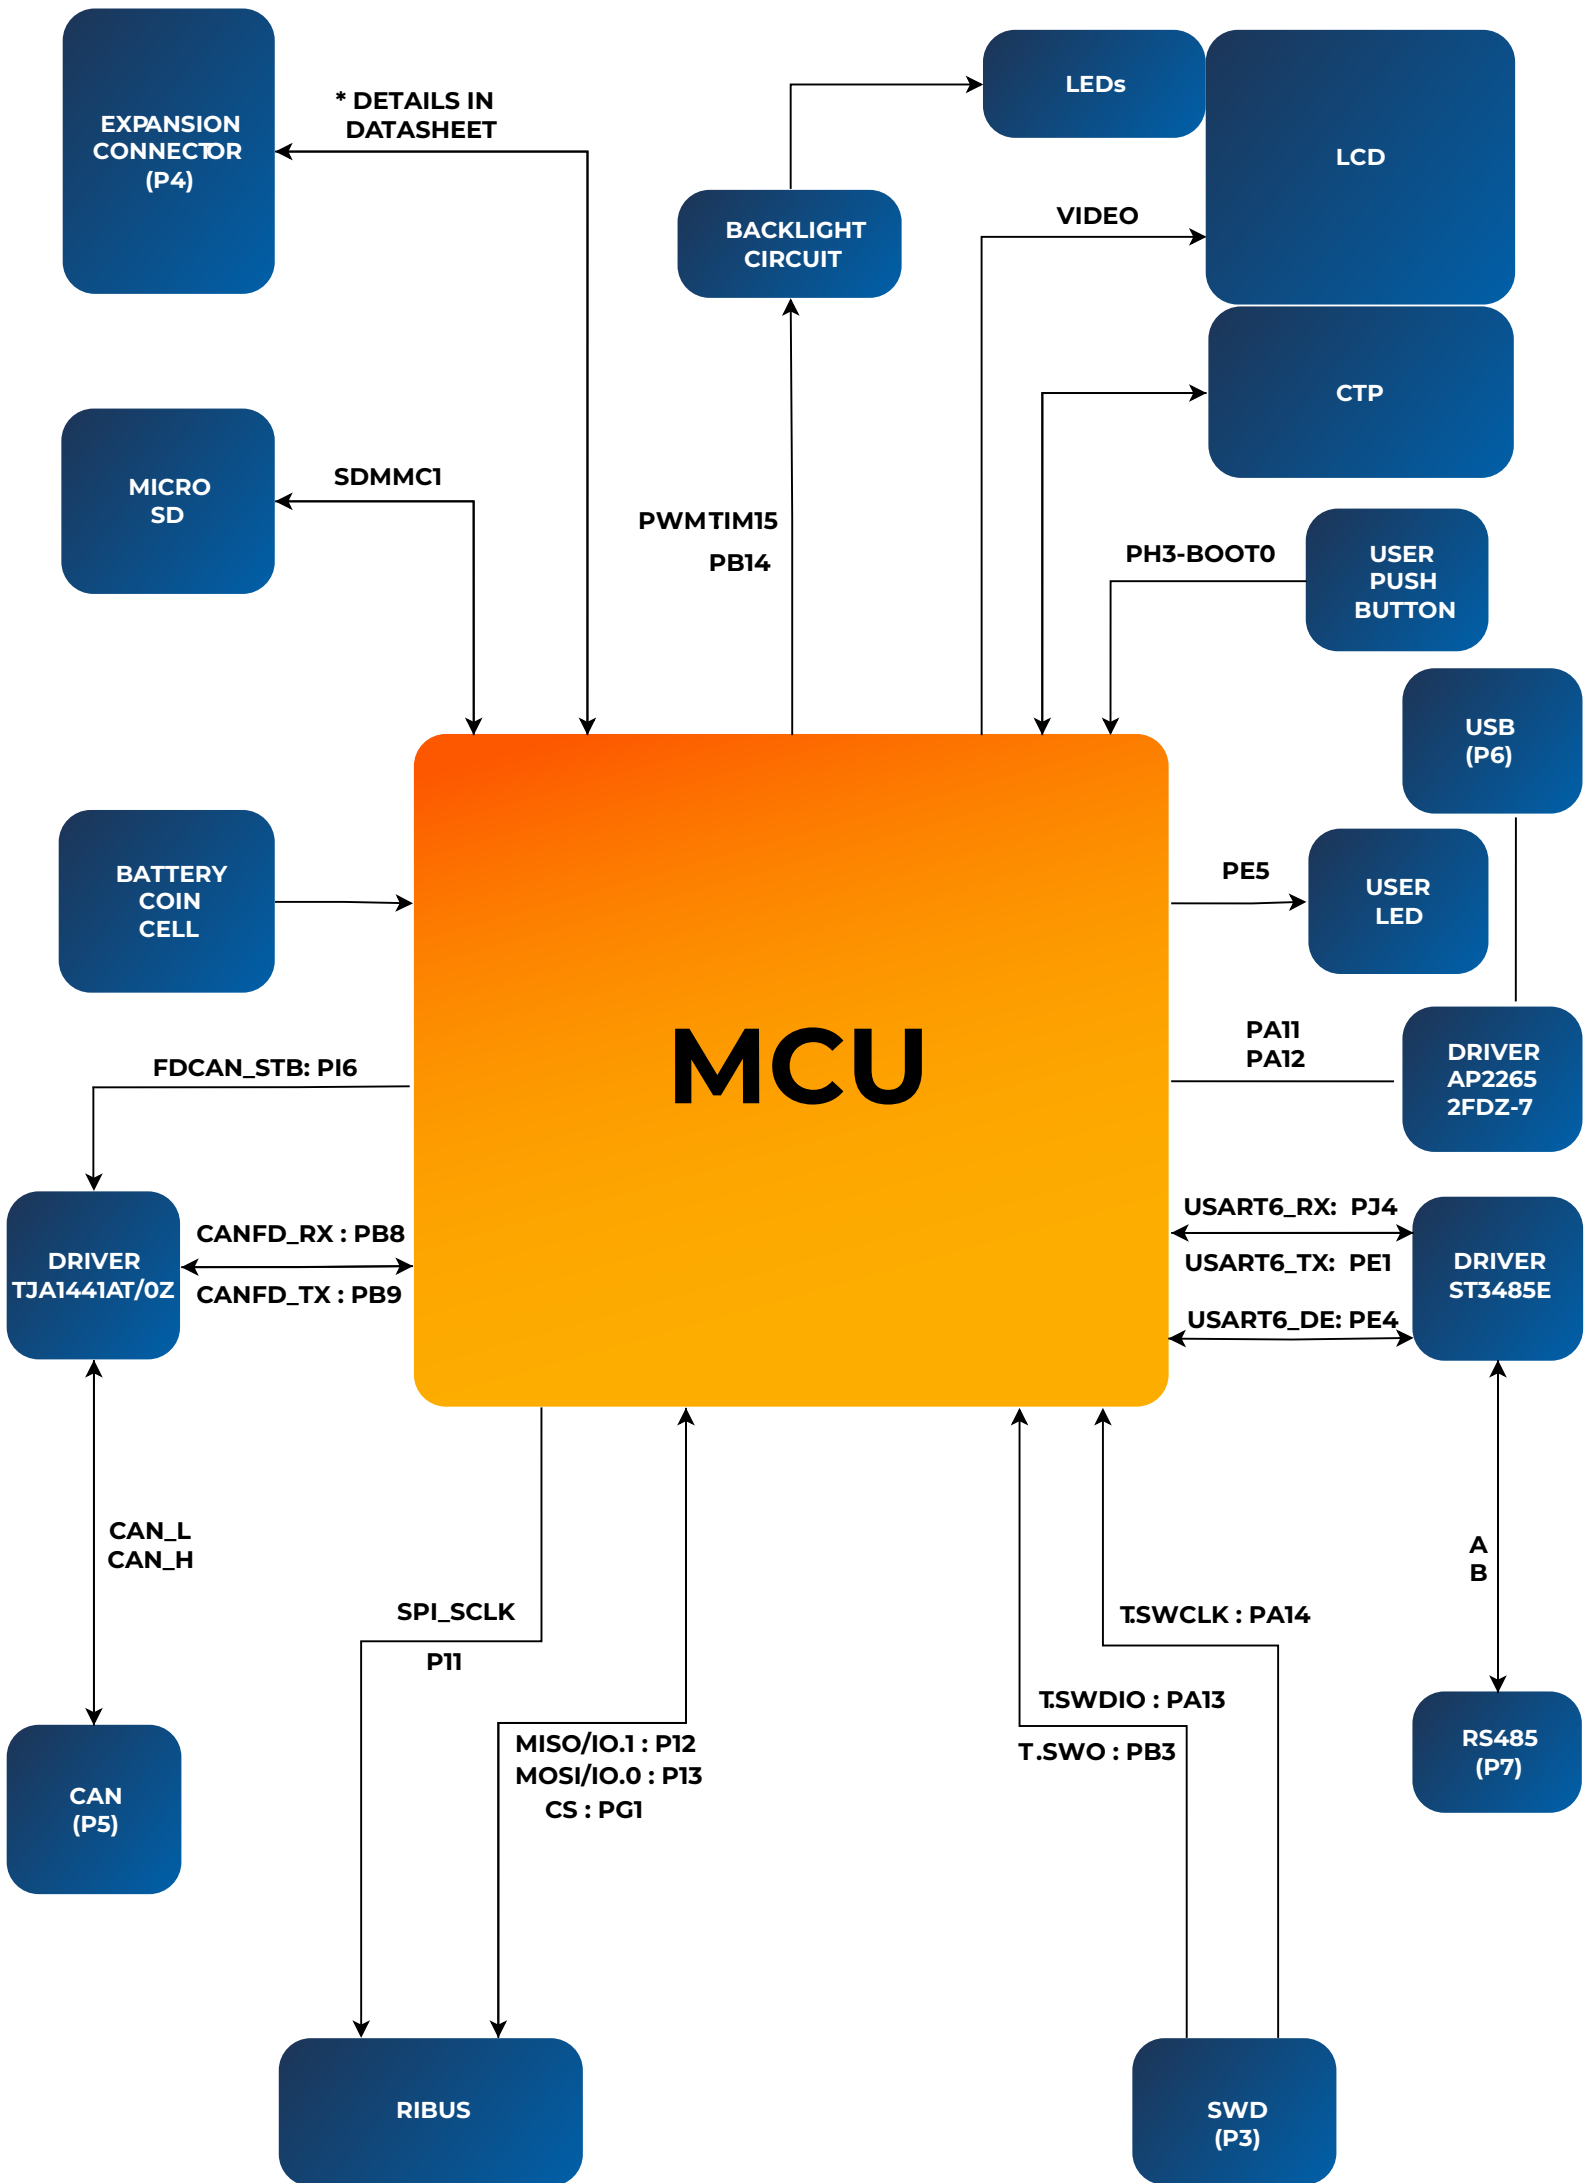 EXPANSION
CONNECTOR
(P4)
* DETAILS IN
DATASHEET
LEDs
LCD
BACKLIGHT
CIRCUIT
VIDEO
CTP
MICRO
SD
SDMMC1
PWM:TIM15
PB14
PH3-BOOT0
USER
PUSH
BUTTON
USB
(P6)
BATTERY
COIN
CELL
PE5
USER
LED
MCU
PA11
PA12
DRIVER
AP2265
2FDZ-7
FDCAN_STB: PI6
DRIVER
TJA1441AT/0Z
CANFD_RX : PB8
CANFD_TX : PB9
USART6_RX: PJ4
USART6_TX: PE1
USART6_DE: PE4
DRIVER
ST3485E
CAN_L
CAN_H
A
B
SPI_SCLK
P11
T.SWCLK : PA14
T.SWDIO : PA13
T.SWO : PB3
MISO/IO.1 : P12
MOSI/IO.0 : P13
CS : PG1
RS485
(P7)
CAN
(P5)
RIBUS
SWD
(P3)